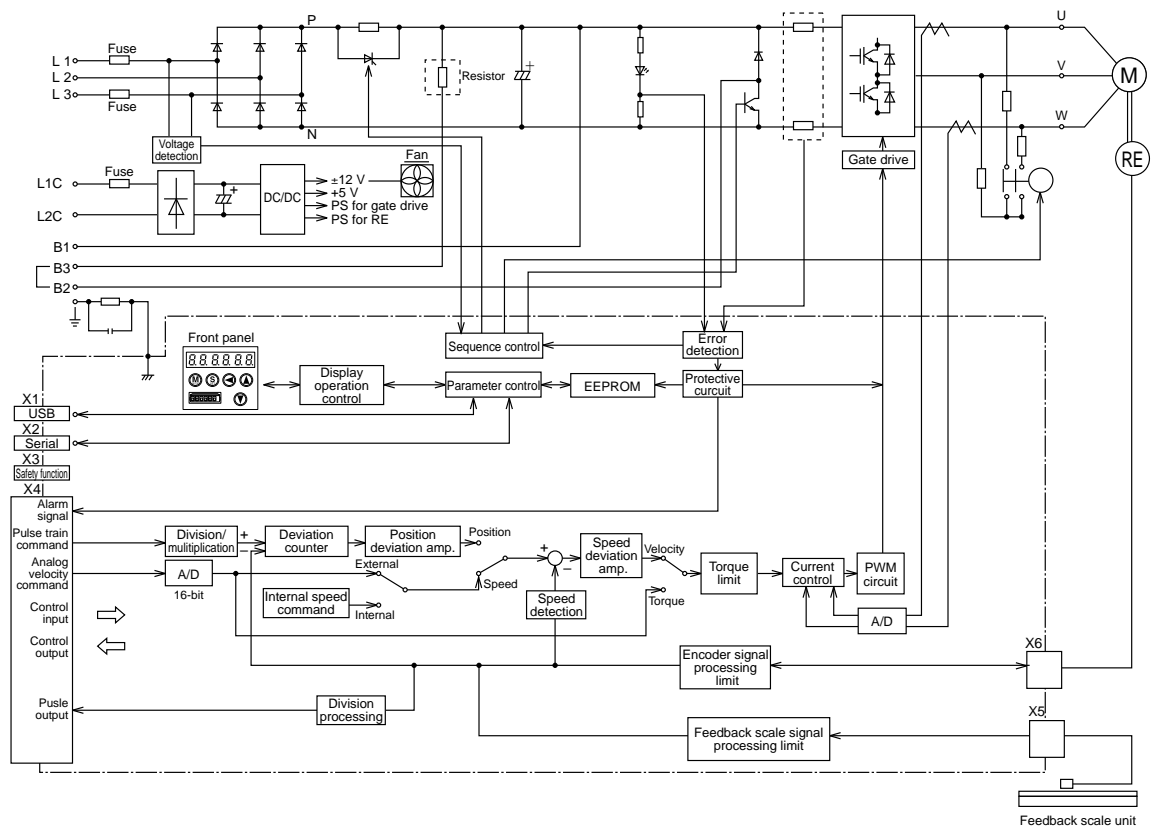 P
U
Fuse
L 1
L 2
L 3
Fuse
Resistor
V
M
N
W
Voltage
detection
RE
Gate drive
Fuse
Fan
L1C
L2C
DC/DC
±12 V
+5 V
PS for gate drive
PS for RE
B1
B3
B2
Front panel
8.8.8.8.8.8.
M
S
Display
operation
control
Sequence control
Error
detection
Parameter control
EEPROM
Protective
curcuit
X1
USB
X2
Serial
X3
Safety function
X4
Alarm
signal
Pulse train
command
Analog
velocity
command
Control
input
Control
output
Pusle
output
Division/
muitiplication
+
−
Deviation
counter
Position
deviation amp.
Position
A/D
16-bit
External
Internal speed
command
Internal
Speed
+
−
Speed
deviation
amp.
Speed
detection
Velocity
Torque
Torque
limit
Current
control
PWM
circuit
A/D
Encoder signal
processing
limit
X6
Division
processing
Feedback scale signal
processing limit
X5
Feedback scale unit